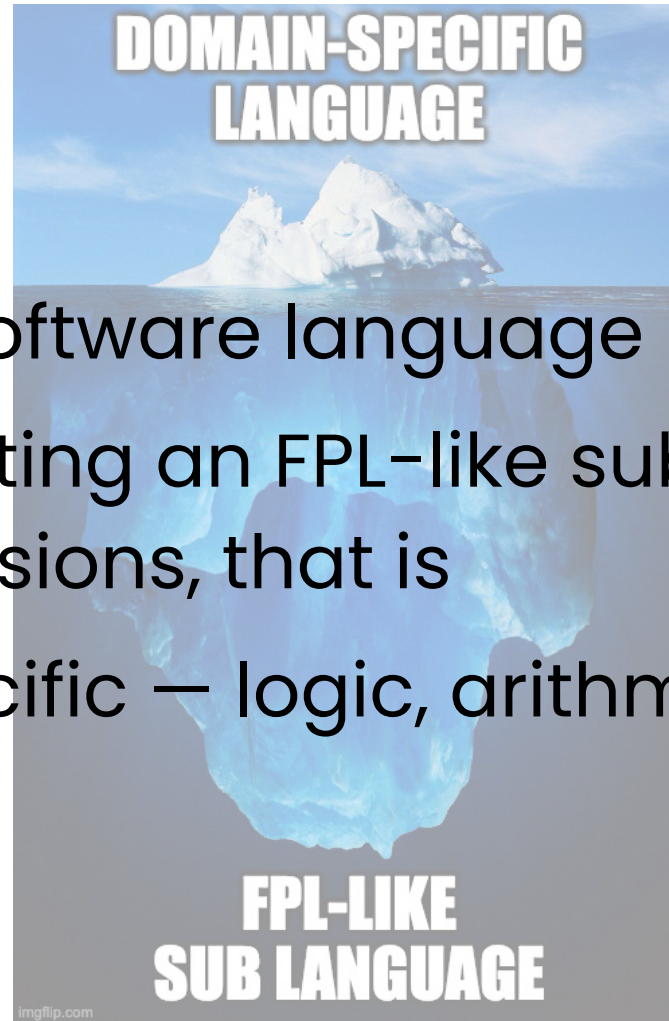 DOMAIN-SPECIFIC
LANGUAGE
oftware language
ting an FPL-like sub
sions, that is
cific — logic, arithm
FPL-LIKE
SUB LANGUAGE
imgflip.com